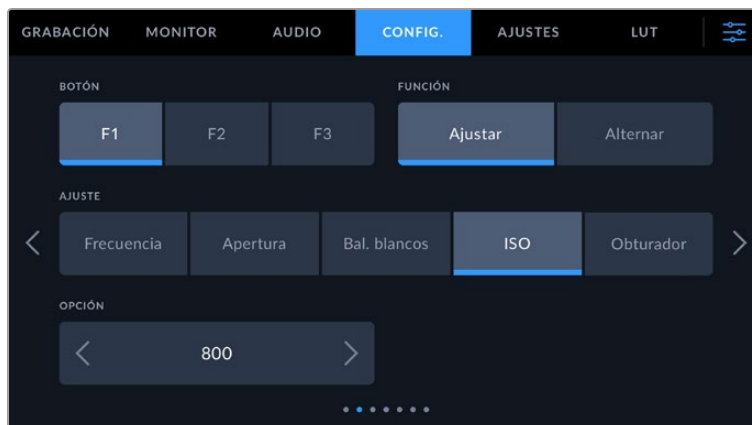 GRABACIÓN MONITOR AUDIO CONFIG. AJUSTES LUT
BOTÓN FUNCIÓN
F1 F2 F3 Ajustar Alternar
AJUSTE
Frecuencia Apertura Bal. blancos ISO Obturador
OPCIÓN
800